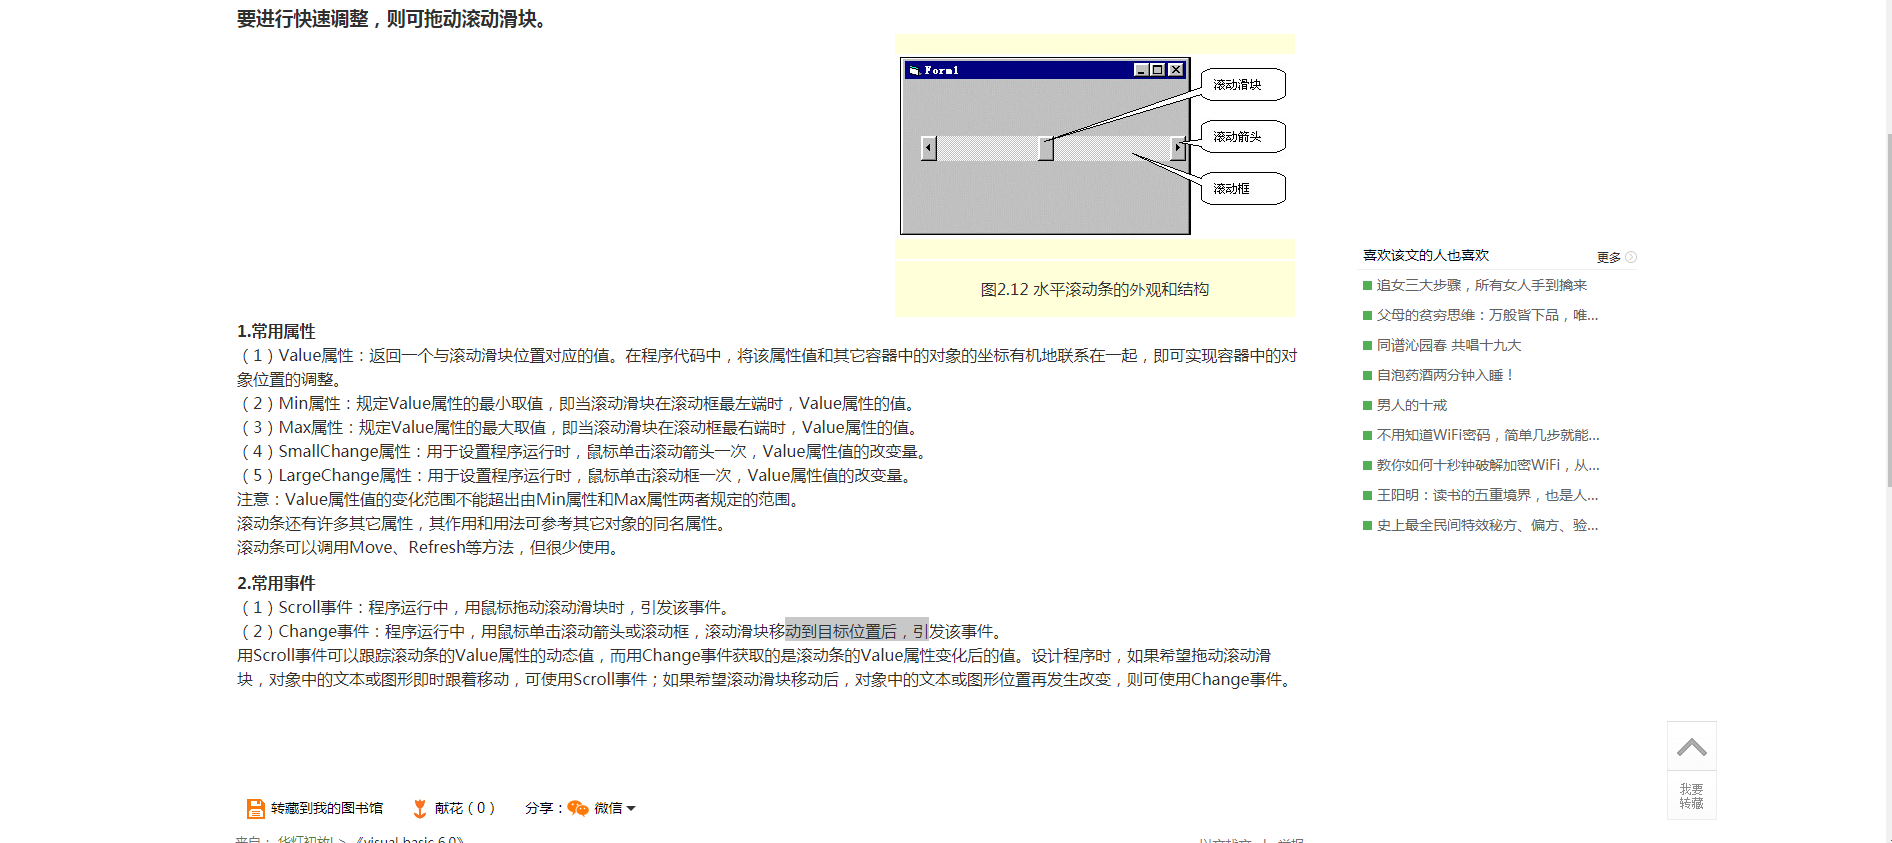 要进行快速调整，则可拖动滚动滑块。
Form1
滚动滑块
滚动箭头
滚动框
图2.12 水平滚动条的外观和结构
1.常用属性
（1）Value属性：返回一个与滚动滑块位置对应的值。在程序代码中，将该属性值和其它容器中的对象的坐标有机地联系在一起，即可实现容器中的对
象位置的调整。
（2）Min属性：规定Value属性的最小取值，即当滚动滑块在滚动框最左端时，Value属性的值。
（3）Max属性：规定Value属性的最大取值，即当滚动滑块在滚动框最右端时，Value属性的值。
（4）SmallChange属性：用于设置程序运行时，鼠标单击滚动箭头一次，Value属性值的改变量。
（5）LargeChange属性：用于设置程序运行时，鼠标单击滚动框一次，Value属性值的改变量。
注意：Value属性值的变化范围不能超出由Min属性和Max属性两者规定的范围。
滚动条还有许多其它属性，其作用和用法可参考其它对象的同名属性。
滚动条可以调用Move、Refresh等方法，但很少使用。
2.常用事件
（1）Scroll事件：程序运行中，用鼠标拖动滚动滑块时，引发该事件。
（2）Change事件：程序运行中，用鼠标单击滚动箭头或滚动框，滚动滑块移动到目标位置后，引发该事件。
用Scroll事件可以跟踪滚动条的Value属性的动态值，而用Change事件获取的是滚动条的Value属性变化后的值。设计程序时，如果希望拖动滚动滑
块，对象中的文本或图形即时跟着移动，可使用Scroll事件；如果希望滚动滑块移动后，对象中的文本或图形位置再发生改变，则可使用Change事件。
喜欢该文的人也喜欢 更多
追女三大步骤，所有女人手到擒来
父母的贫穷思维：万般皆下品，唯...
同谱沁园春 共唱十九大
自泡药酒两分钟入睡！
男人的十戒
不用知道WiFi密码，简单几步就能...
教你如何十秒钟破解加密WiFi，从...
王阳明：读书的五重境界，也是人...
史上最全民间特效秘方、偏方、验...
我要
转藏
转藏到我的图书馆 献花（0） 分享： 微信
来自： 华灯初放l > 《visual basic 6.0》 以文找文 | 举报